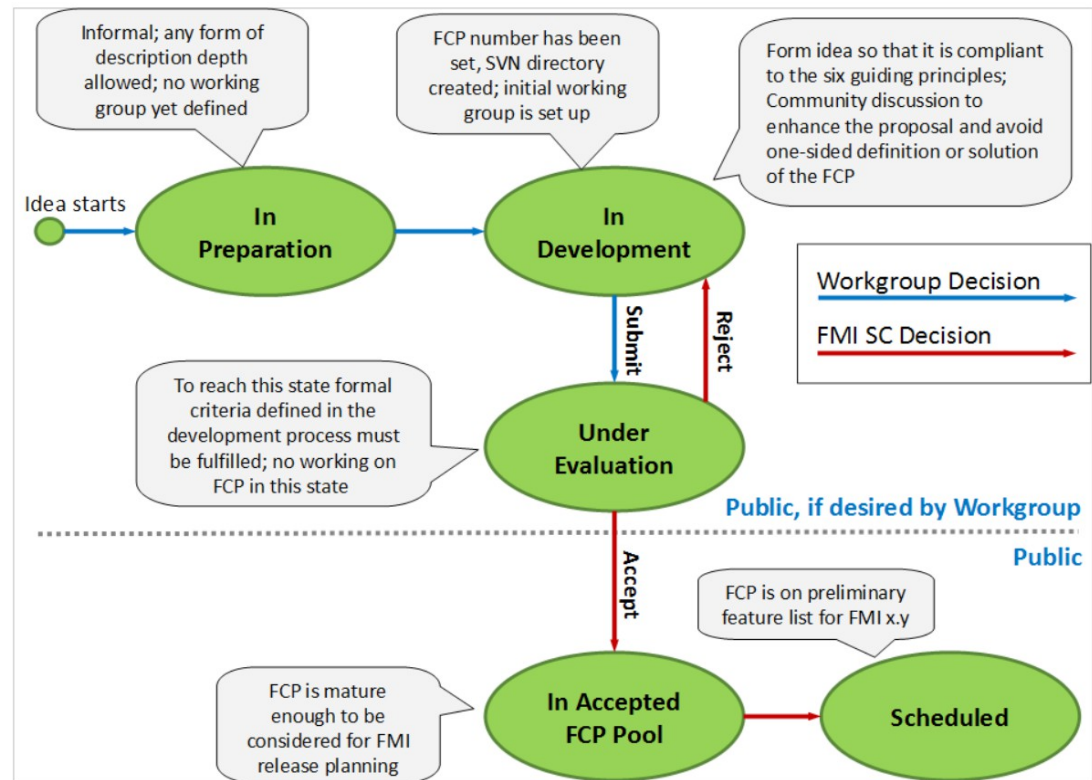 Informal; any form of
description depth
allowed; no working
group yet defined
FCP number has been
set, SVN directory
created; initial working
group is set up
Form idea so that it is compliant
to the six guiding principles;
Community discussion to
enhance the proposal and avoid
one-sided definition or solution
of the FCP
Idea starts
In
Preparation
In
Development
Workgroup Decision
FMI SC Decision
Submit
Reject
To reach this state formal
criteria defined in the
development process must
be fulfilled; no working on
FCP in this state
Under
Evaluation
Public, if desired by Workgroup
Public
Accept
FCP is on preliminary
feature list for FMI x.y
FCP is mature
enough to be
considered for FMI
release planning
In Accepted
FCP Pool
Scheduled